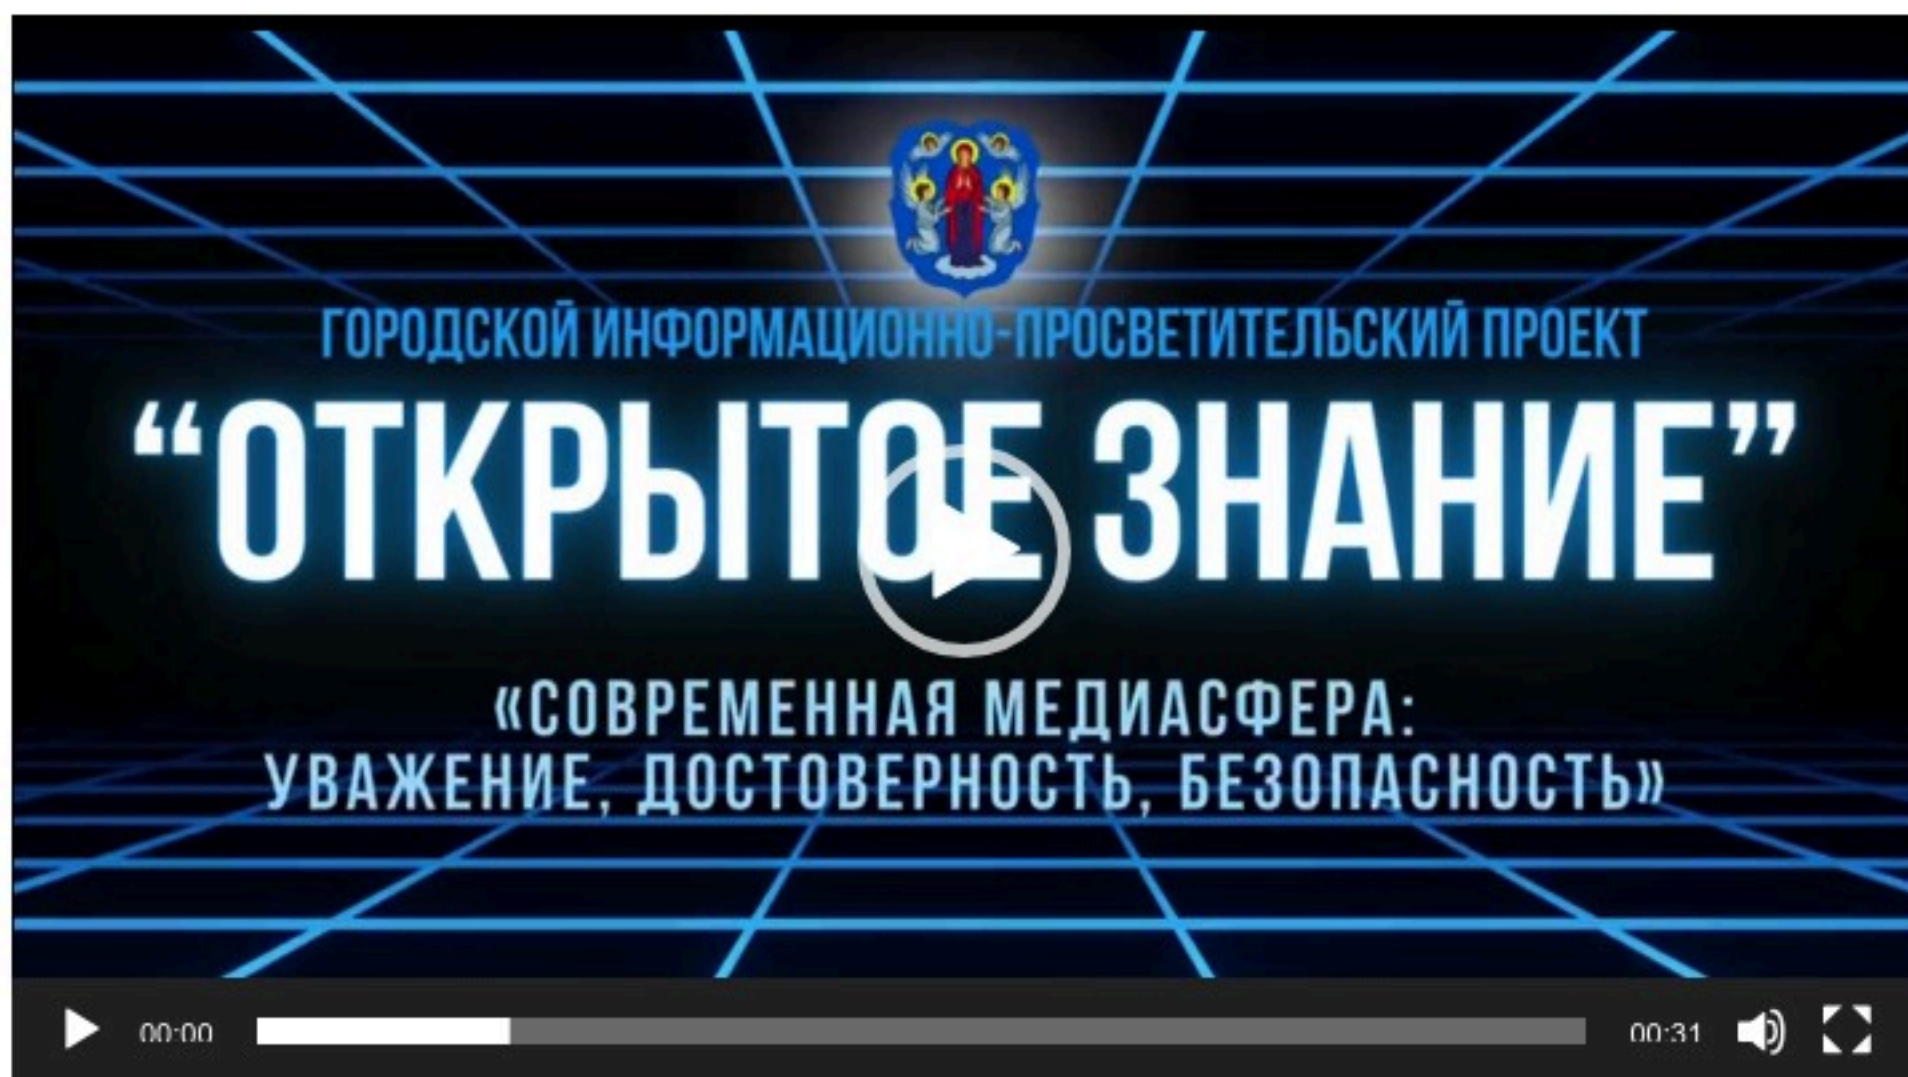 ГОРОДСКОЙ ИНФОРМАЦИОННО-ПРОСВЕТИТЕЛЬСКИЙ ПРОЕКТ
“ОТКРЫТОЕ ЗНАНИЕ”
«СОВРЕМЕННАЯ МЕДИАСФЕРА:
УВАЖЕНИЕ, ДОСТОВЕРНОСТЬ, БЕЗОПАСНОСТЬ»
00:00 00:31